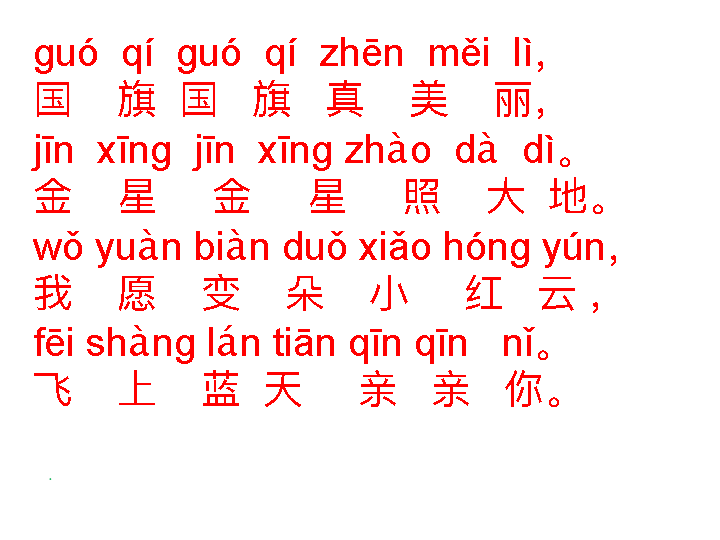 guó qí guó qí zhēn měi lì,
国 旗 国 旗 真 美 丽,
jīn xīng jīn xīng zhào dà dì。
金 星 金 星 照 大 地。
wǒ yuàn biàn duǒ xiǎo hóng yún,
我 愿 变 朵 小 红 云 ,
fēi shàng lán tiān qīn qīn nǐ。
飞 上 蓝 天 亲 亲 你。